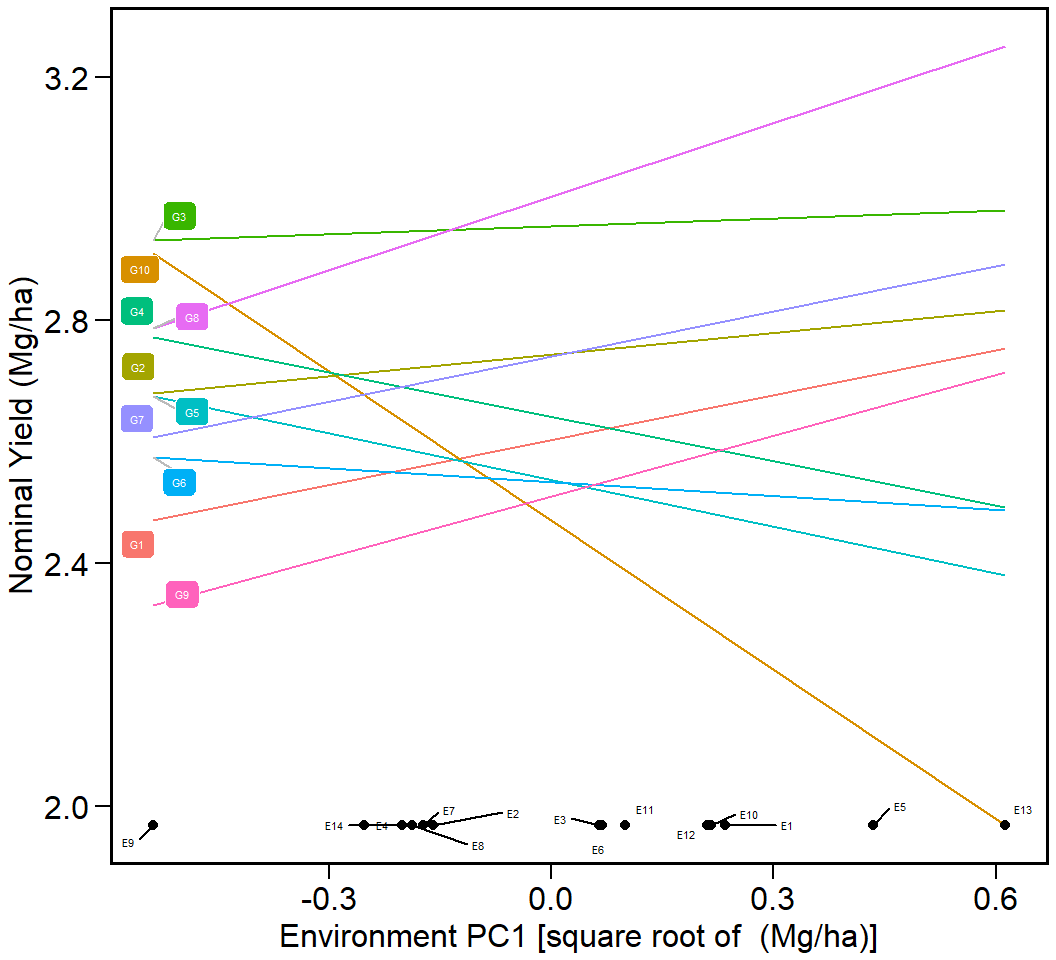 3.2
2.8
2.4
2.0
Nominal Yield (Mg/ha)
G3
G10
G4
G8
G2
G5
G7
G6
G1
G9
E9
E14
E4
E7
E2
E8
E3
E6
E11
E12
E10
E1
E5
E13
-0.3
0.0
0.3
0.6
Environment PC1 [square root of  (Mg/ha)]